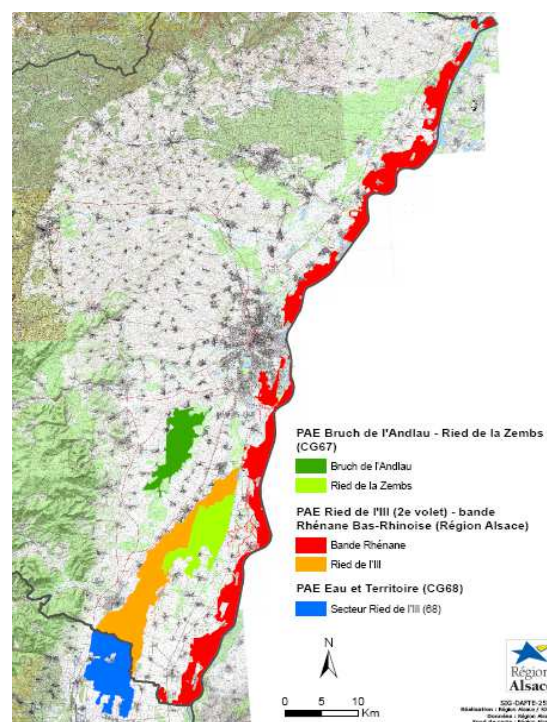 PAE Bruch de l'Andlau - Ried de la Zembs
(CG67)
Bruch de l'Andlau
Ried de la Zembs
PAE Ried de l'Ill (2e volet) - bande
Rhénane Bas-Rhinoise (Région Alsace)
Bande Rhénane
Ried de l'Ill
PAE Eau et Territoire (CG68)
Secteur Ried de l'Ill (68)
N
0 5 10
Km
Région
Alsace